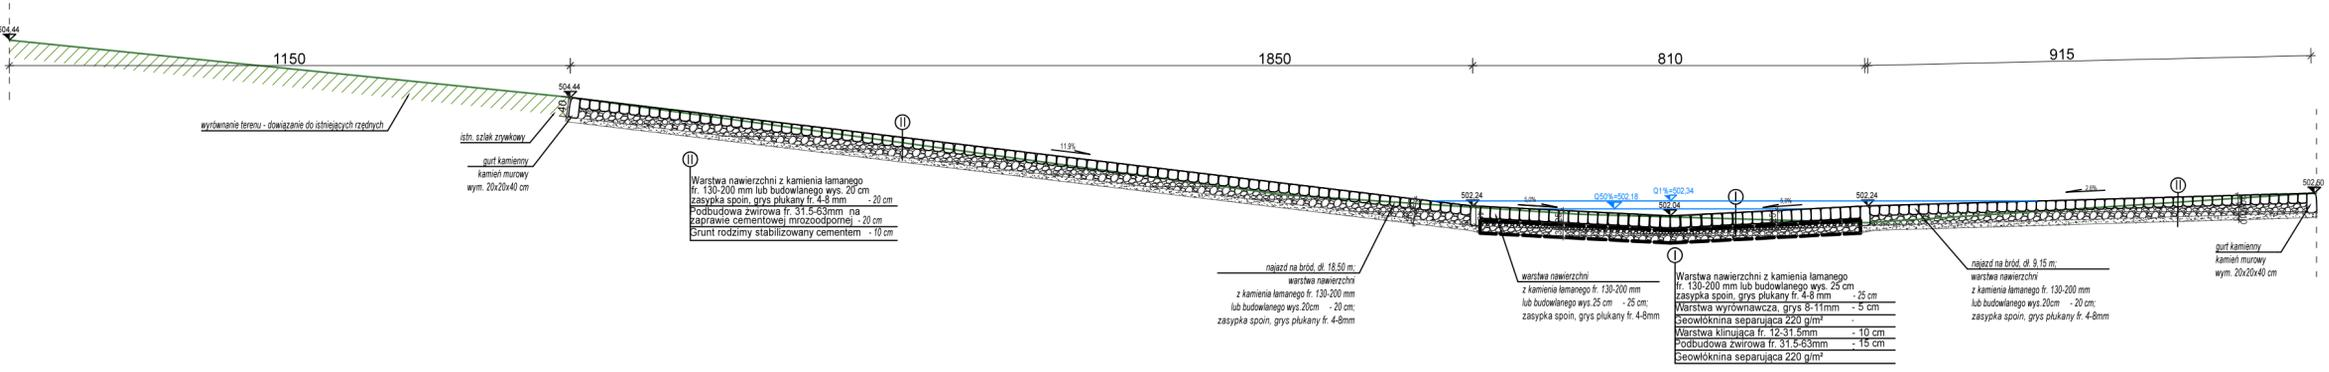 504.44
1150
1850
810
915
504.44
40
wyrównanie terenu - dowiązanie do istniejących rzędnych
istn. szlak zrywkowy
gurt kamienny
kamień murowy
wym. 20x20x40 cm
II
II
Warstwa nawierzchni z kamienia łamanego
fr. 130-200 mm lub budowlanego wys. 20 cm
zasypka spoin, grys płukany fr. 4-8 mm - 20 cm
Podbudowa żwirowa fr. 31.5-63mm na
zaprawie cementowej mrozoodpornej - 20 cm
Grunt rodzimy stabilizowany cementem - 10 cm
11,9%
502.24
5,0%
Q50%=502,18
Q1%=502,34
502.04
I
5,0%
502.24
2,6%
II
502.50
najazd na bród, dł. 18,50 m;
warstwa nawierzchni
z kamienia łamanego fr. 130-200 mm
lub budowlanego wys.20cm - 20 cm;
zasypka spoin, grys płukany fr. 4-8mm
warstwa nawierzchni
z kamienia łamanego fr. 130-200 mm
lub budowlanego wys.25 cm - 25 cm;
zasypka spoin, grys płukany fr. 4-8mm
I
Warstwa nawierzchni z kamienia łamanego
fr. 130-200 mm lub budowlanego wys. 25 cm
zasypka spoin, grys płukany fr. 4-8 mm - 25 cm
Warstwa wyrównawcza, grys 8-11mm - 5 cm
Geowłóknina separująca 220 g/m² -
Warstwa klinująca fr. 12-31.5mm - 10 cm
Podbudowa żwirowa fr. 31.5-63mm - 15 cm
Geowłóknina separująca 220 g/m²
najazd na bród, dł. 9,15 m;
warstwa nawierzchni
z kamienia łamanego fr. 130-200 mm
lub budowlanego wys.20cm - 20 cm;
zasypka spoin, grys płukany fr. 4-8mm
gurt kamienny
kamień murowy
wym. 20x20x40 cm